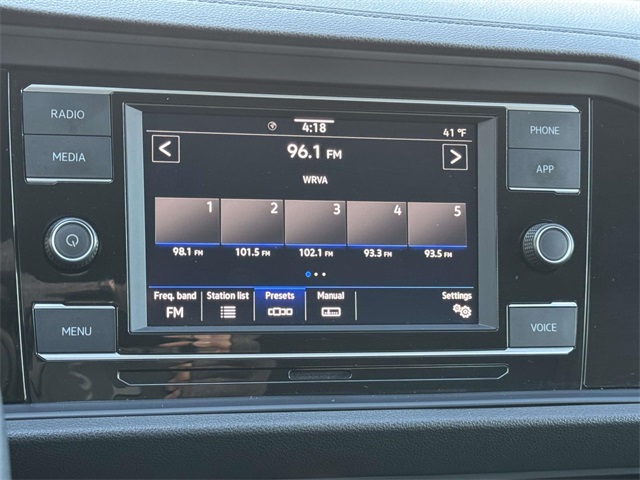 RADIO
MEDIA
MENU
4:18
41 °F
<
96.1 FM
>
WRVA
1 2 3 4 5
98.1 FM 101.5 FM 102.1 FM 93.3 FM 93.5 FM
Freq. band Station list Presets Manual Settings
FM
PHONE
APP
VOICE